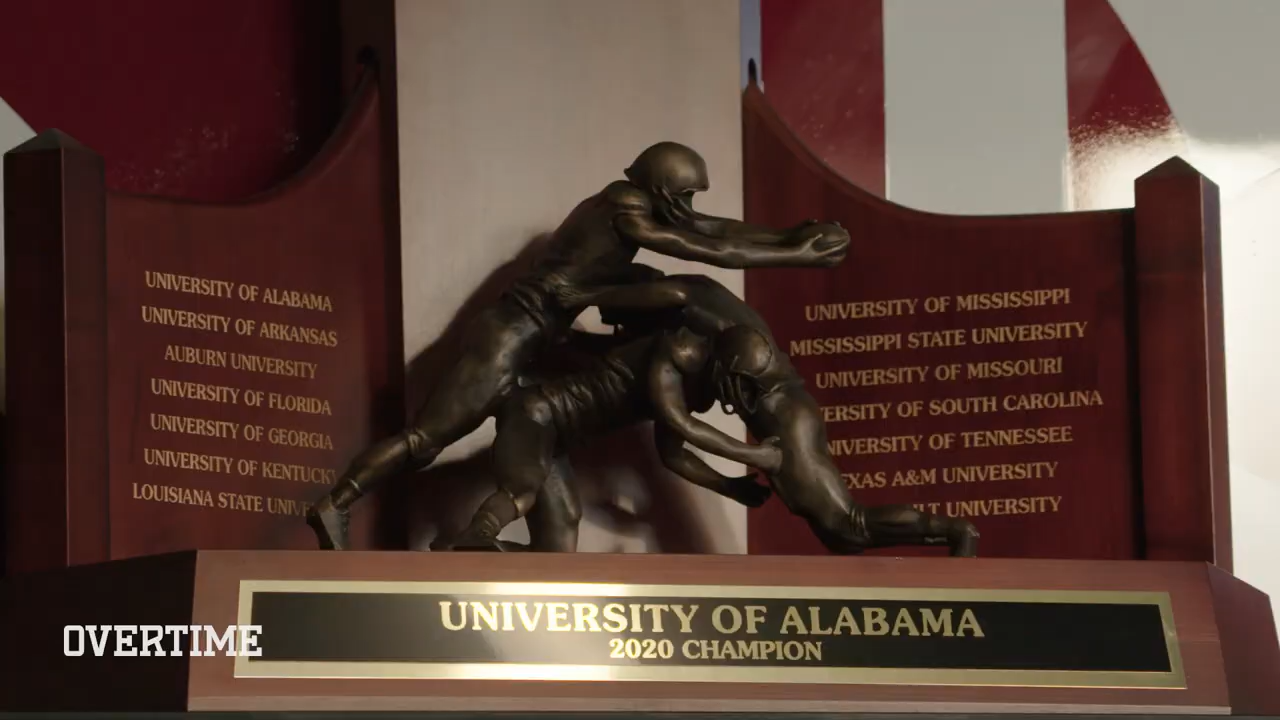 UNIVERSITY OF ALABAMA
UNIVERSITY OF ARKANSAS
AUBURN UNIVERSITY
UNIVERSITY OF FLORIDA
UNIVERSITY OF GEORGIA
UNIVERSITY OF KENTUCKY
LOUISIANA STATE
UNIVERSITY OF MISSISSIPPI
MISSISSIPPI STATE UNIVERSITY
UNIVERSITY OF MISSOURI
OF SOUTH CAROLINA
OF TENNESSEE
A&M UNIVERSITY
UNIVERSITY
UNIVERSITY OF ALABAMA
2020 CHAMPION
OVERTIME